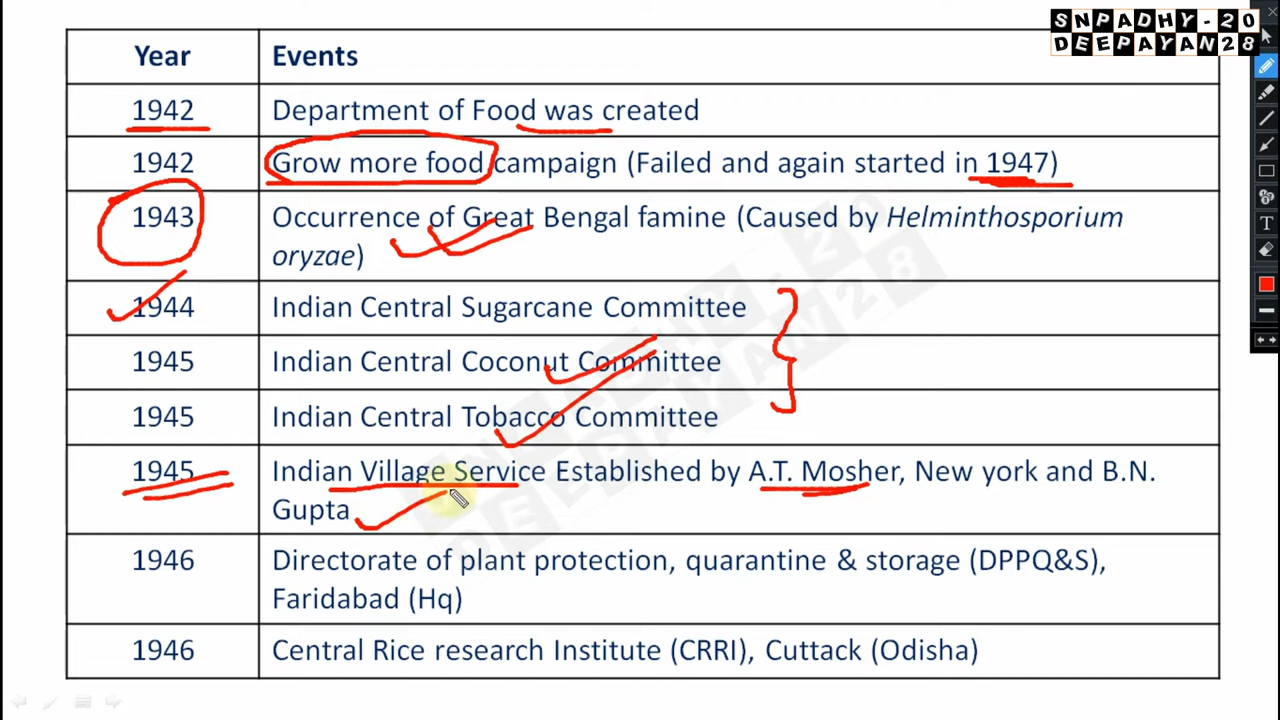 SNPADHY-20
DEEPAYAN28
Year Events
1942 Department of Food was created
1942 Grow more food campaign (Failed and again started in 1947)
1943 Occurrence of Great Bengal famine (Caused by Helminthosporium
oryzae)
1944 Indian Central Sugarcane Committee
1945 Indian Central Coconut Committee
1945 Indian Central Tobacco Committee
1945 Indian Village Service Established by A.T. Mosher, New york and B.N.
Gupta
1946 Directorate of plant protection, quarantine & storage (DPPQ&S),
Faridabad (Hq)
1946 Central Rice research Institute (CRRI), Cuttack (Odisha)